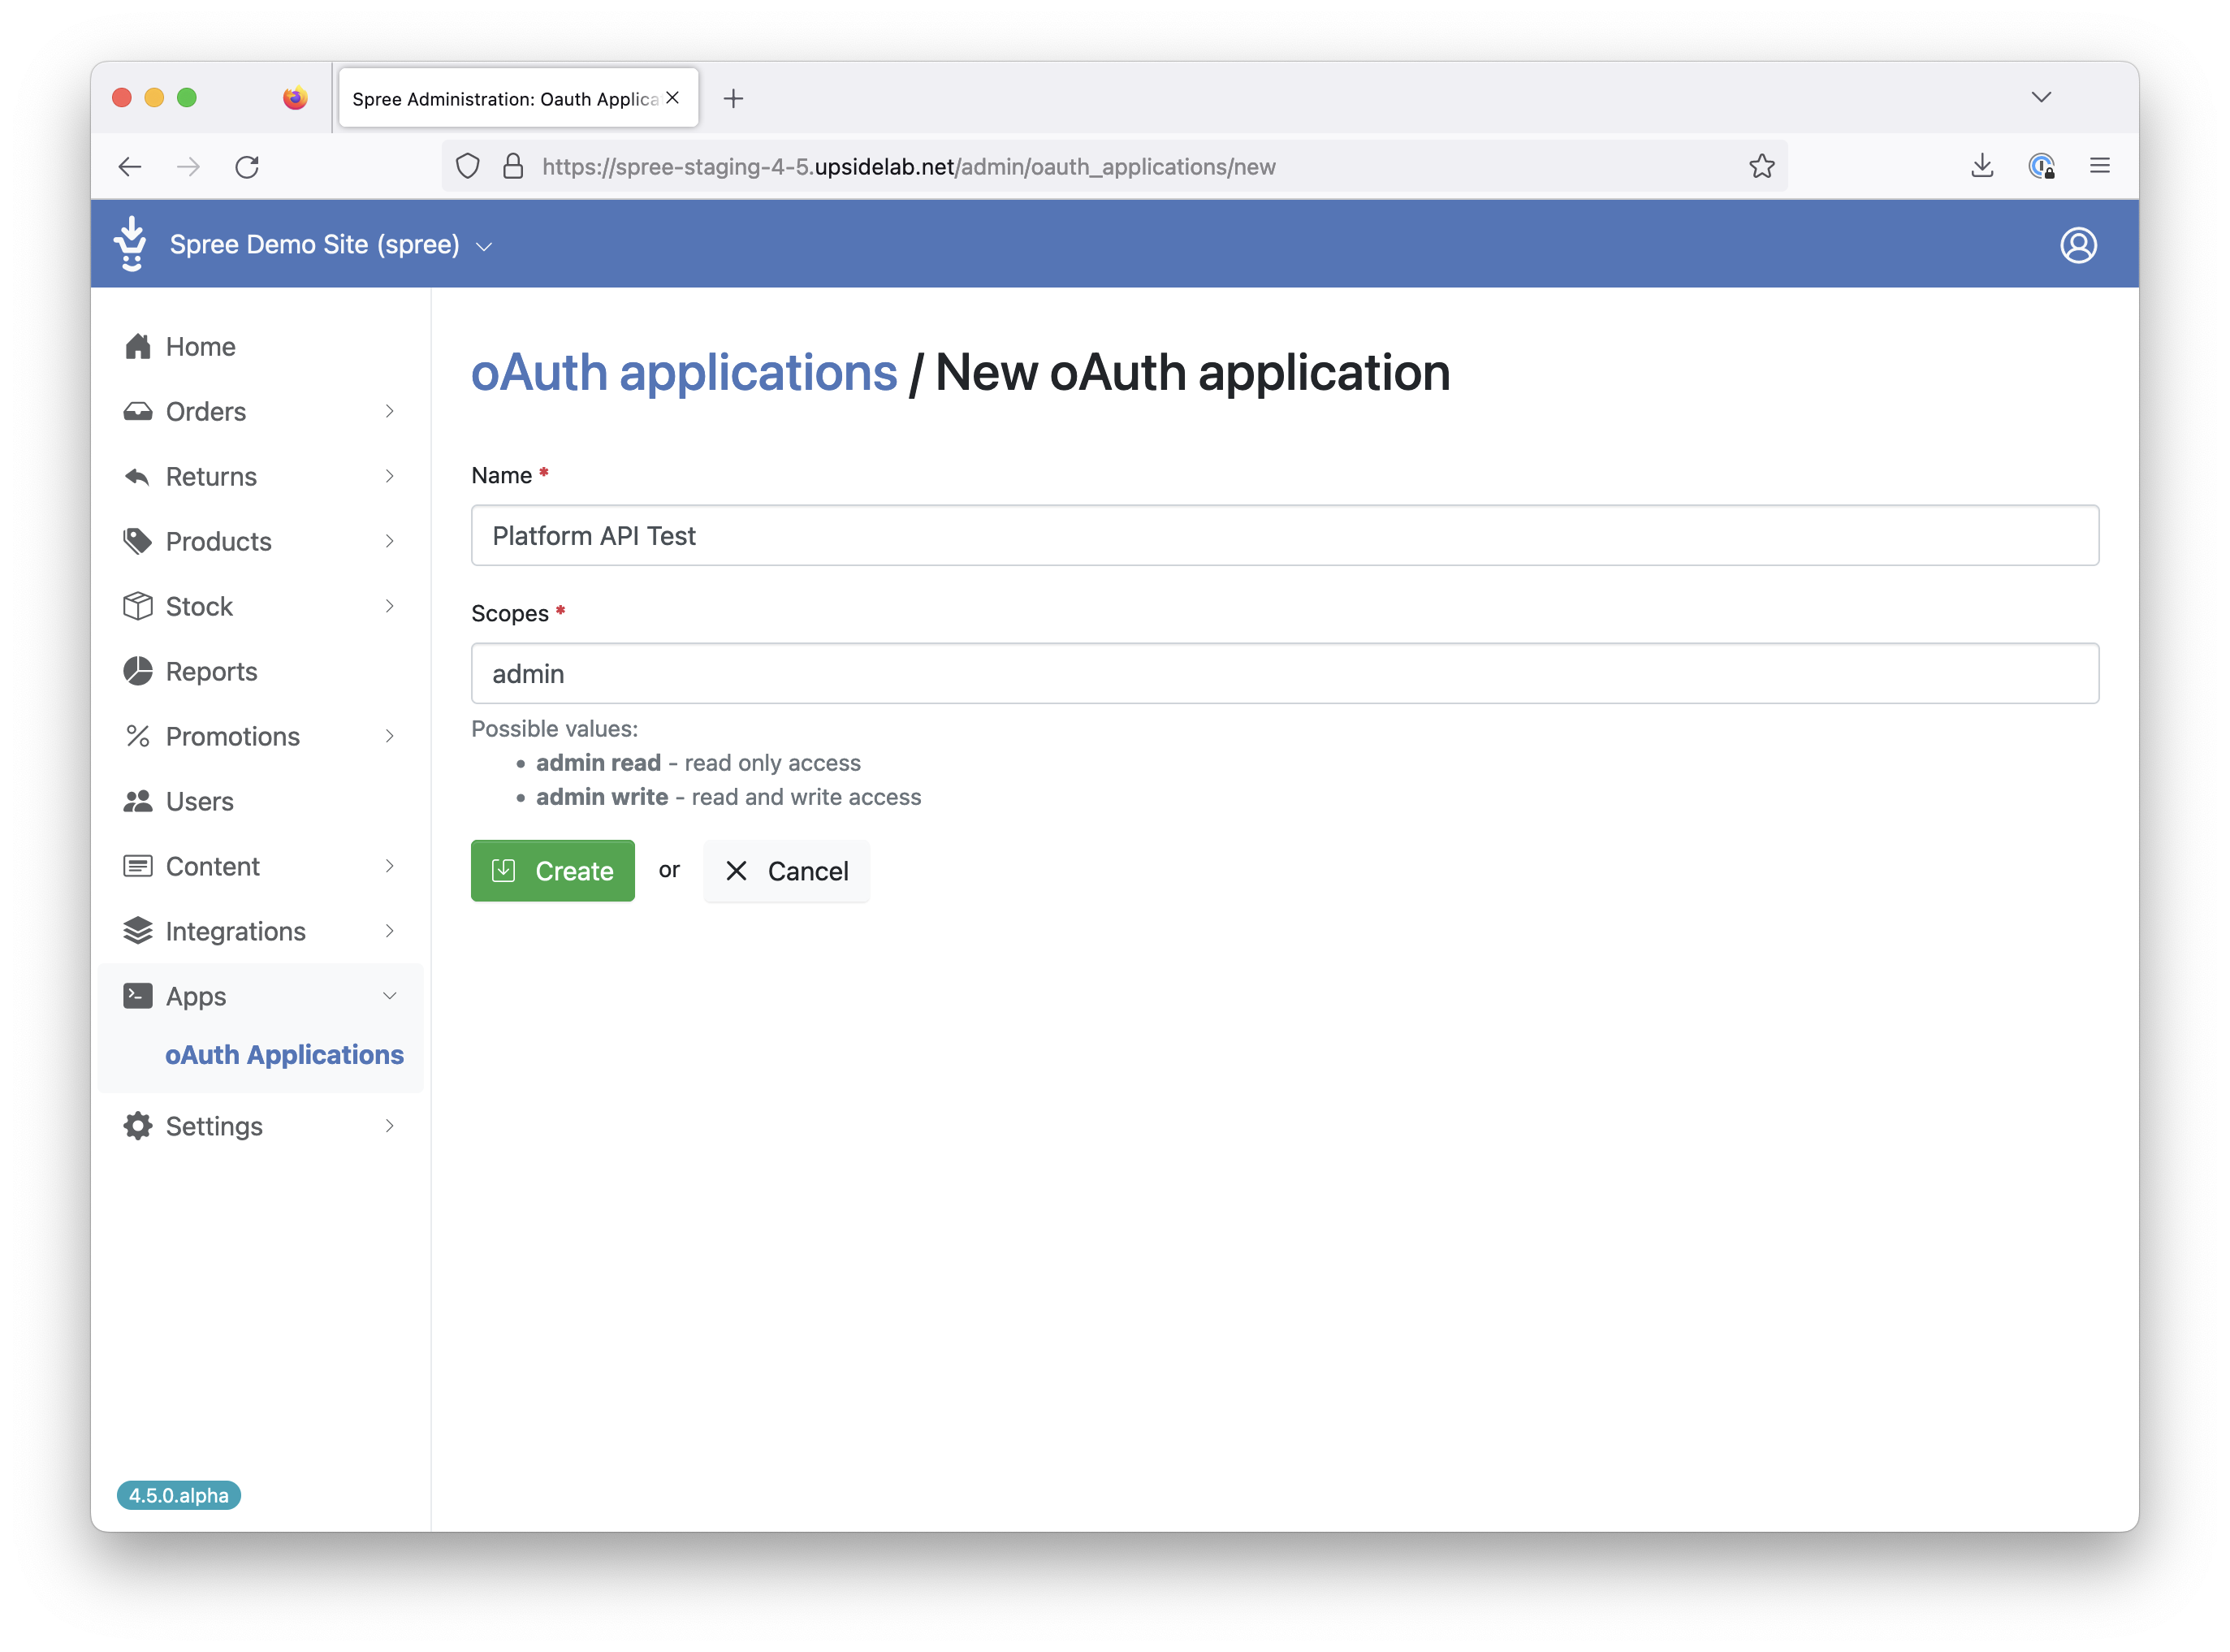 Spree Administration: Oauth Applica
https://spree-staging-4-5.upsidelab.net/admin/oauth_applications/new
Spree Demo Site (spree)
Home
Orders
Returns
Products
Stock
Reports
Promotions
Users
Content
Integrations
Apps
oAuth Applications
Settings
4.5.0.alpha
oAuth applications / New oAuth application
Name *
Platform API Test
Scopes *
admin
Possible values:
• admin read - read only access
• admin write - read and write access
Create or Cancel